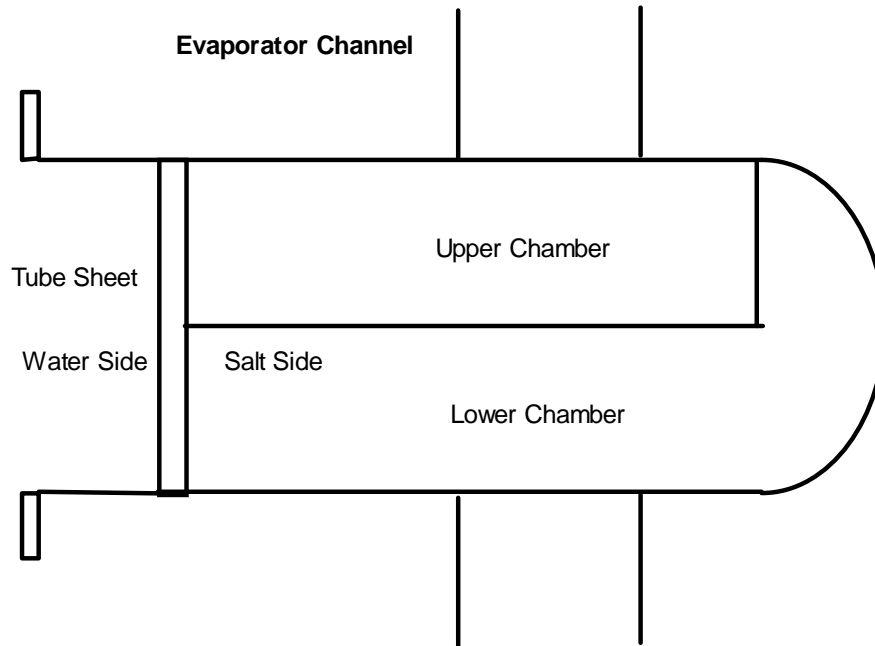 Evaporator Channel
Upper Chamber
Tube Sheet
Water Side
Salt Side
Lower Chamber